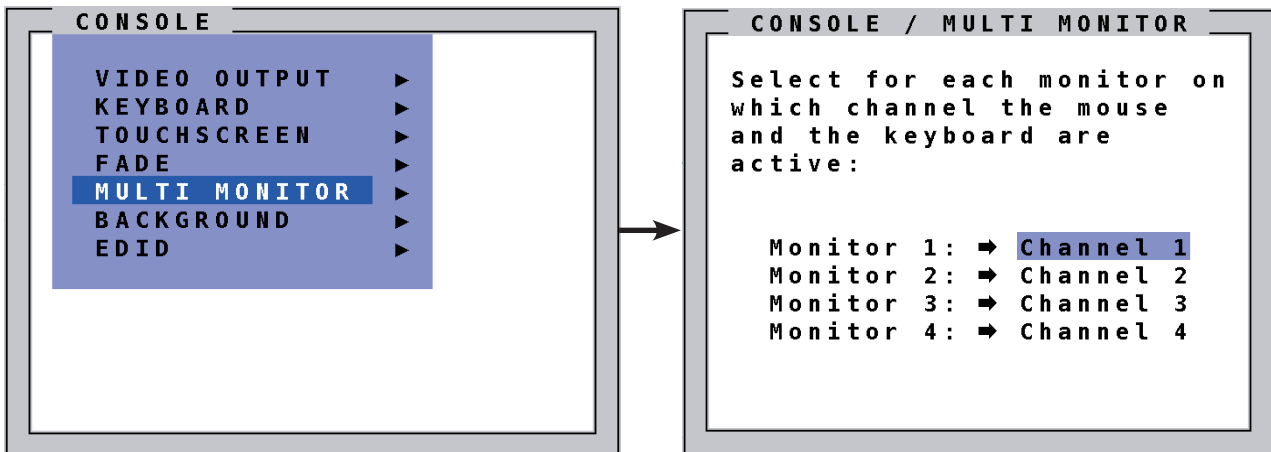 CONSOLE
VIDEO OUTPUT ▶
KEYBOARD ▶
TOUCHSCREEN ▶
FADE ▶
MULTI MONITOR ▶
BACKGROUND ▶
EDID ▶
CONSOLE / MULTI MONITOR
Select for each monitor on
which channel the mouse
and the keyboard are
active:
Monitor 1: ➡ Channel 1
Monitor 2: ➡ Channel 2
Monitor 3: ➡ Channel 3
Monitor 4: ➡ Channel 4